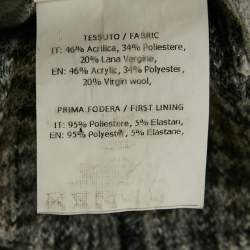 TESSUTO / FABRIC
IT: 46% Acrilica, 34% Poliestere,
20% Lana Vergine,
EN: 46% Acrylic, 34% Polyester,
20% Virgin wool,
PRIMA FODERA / FIRST LINING
IT: 95% Poliestere, 5% Elastan,
EN: 95% Polyester, 5% Elastane,